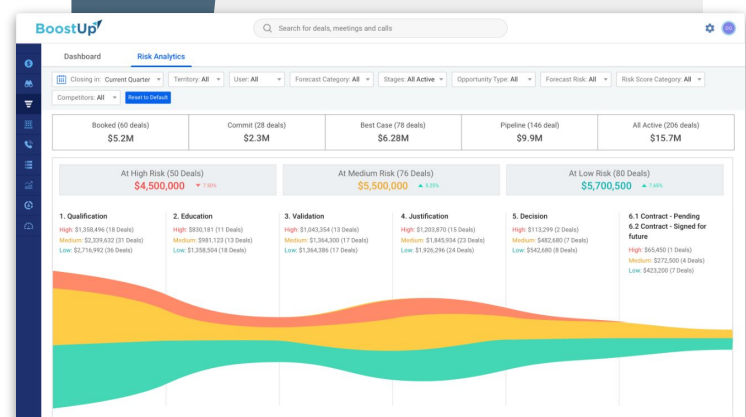 BoostUp
Search for deals, meetings and calls
DG
Dashboard
Risk Analytics
Closing in: Current Quarter
Territory: All
User: All
Forecast Category: All
Stages: All Active
Opportunity Type: All
Forecast Risk: All
Risk Score Category: All
Competitors: All
Reset to Default
Booked (60 deals)
$5.2M
Commit (28 deals)
$2.3M
Best Case (78 deals)
$6.28M
Pipeline (146 deal)
$9.9M
All Active (206 deals)
$15.7M
At High Risk (50 Deals)
$4,500,000
At Medium Risk (76 Deals)
$5,500,000
At Low Risk (80 Deals)
$5,700,500
1. Qualification
High: $1,358,496 (18 Deals)
Medium: $2,339,632 (31 Deals)
Low: $2,716,992 (36 Deals)
2. Education
High: $830,181 (11 Deals)
Medium: $981,123 (13 Deals)
Low: $1,358,504 (18 Deals)
3. Validation
High: $1,043,354 (13 Deals)
Medium: $1,364,300 (17 Deals)
Low: $1,364,386 (17 Deals)
4. Justification
High: $1,203,870 (15 Deals)
Medium: $1,845,934 (23 Deals)
Low: $1,926,296 (24 Deals)
5. Decision
High: $113,299 (2 Deals)
Medium: $482,680 (7 Deals)
Low: $542,680 (8 Deals)
6.1 Contract - Pending
6.2 Contract - Signed for
future
High: $65,450 (1 Deals)
Medium: $272,500 (4 Deals)
Low: $423,200 (7 Deals)